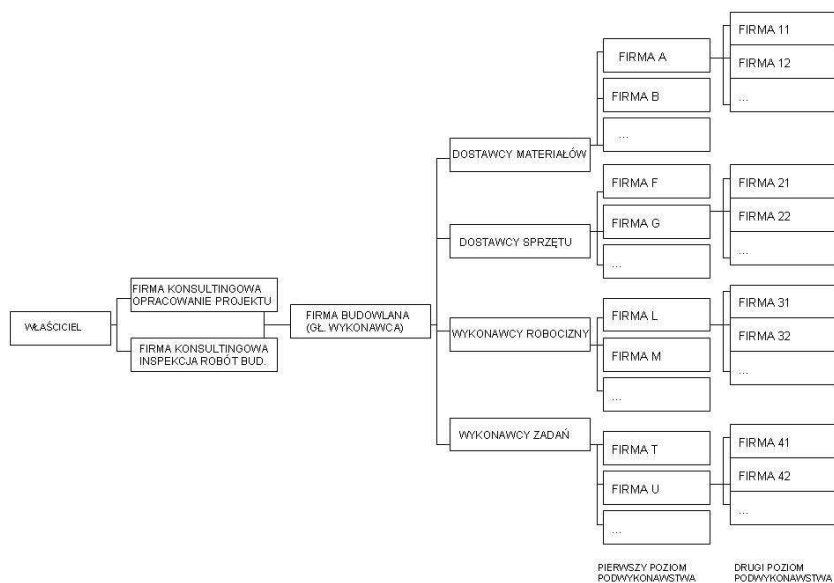 WŁAŚCICIEL
FIRMA KONSULTINGOWA
OPRACOWANIE PROJEKTU
FIRMA KONSULTINGOWA
INSPEKCJA ROBÓT BUD.
FIRMA BUDOWLANA
(GŁ. WYKONAWCA)
DOSTAWCY MATERIAŁÓW
DOSTAWCY SPRZĘTU
WYKONAWCY ROBOCIZNY
WYKONAWCY ZADAŃ
FIRMA A
FIRMA B
...
FIRMA F
FIRMA G
...
FIRMA L
FIRMA M
...
FIRMA T
FIRMA U
...
PIERWSZY POZIOM
PODWYKONAWSTWA
FIRMA 11
FIRMA 12
...
FIRMA 21
FIRMA 22
...
FIRMA 31
FIRMA 32
...
FIRMA 41
FIRMA 42
...
DRUGI POZIOM
PODWYKONAWSTWA